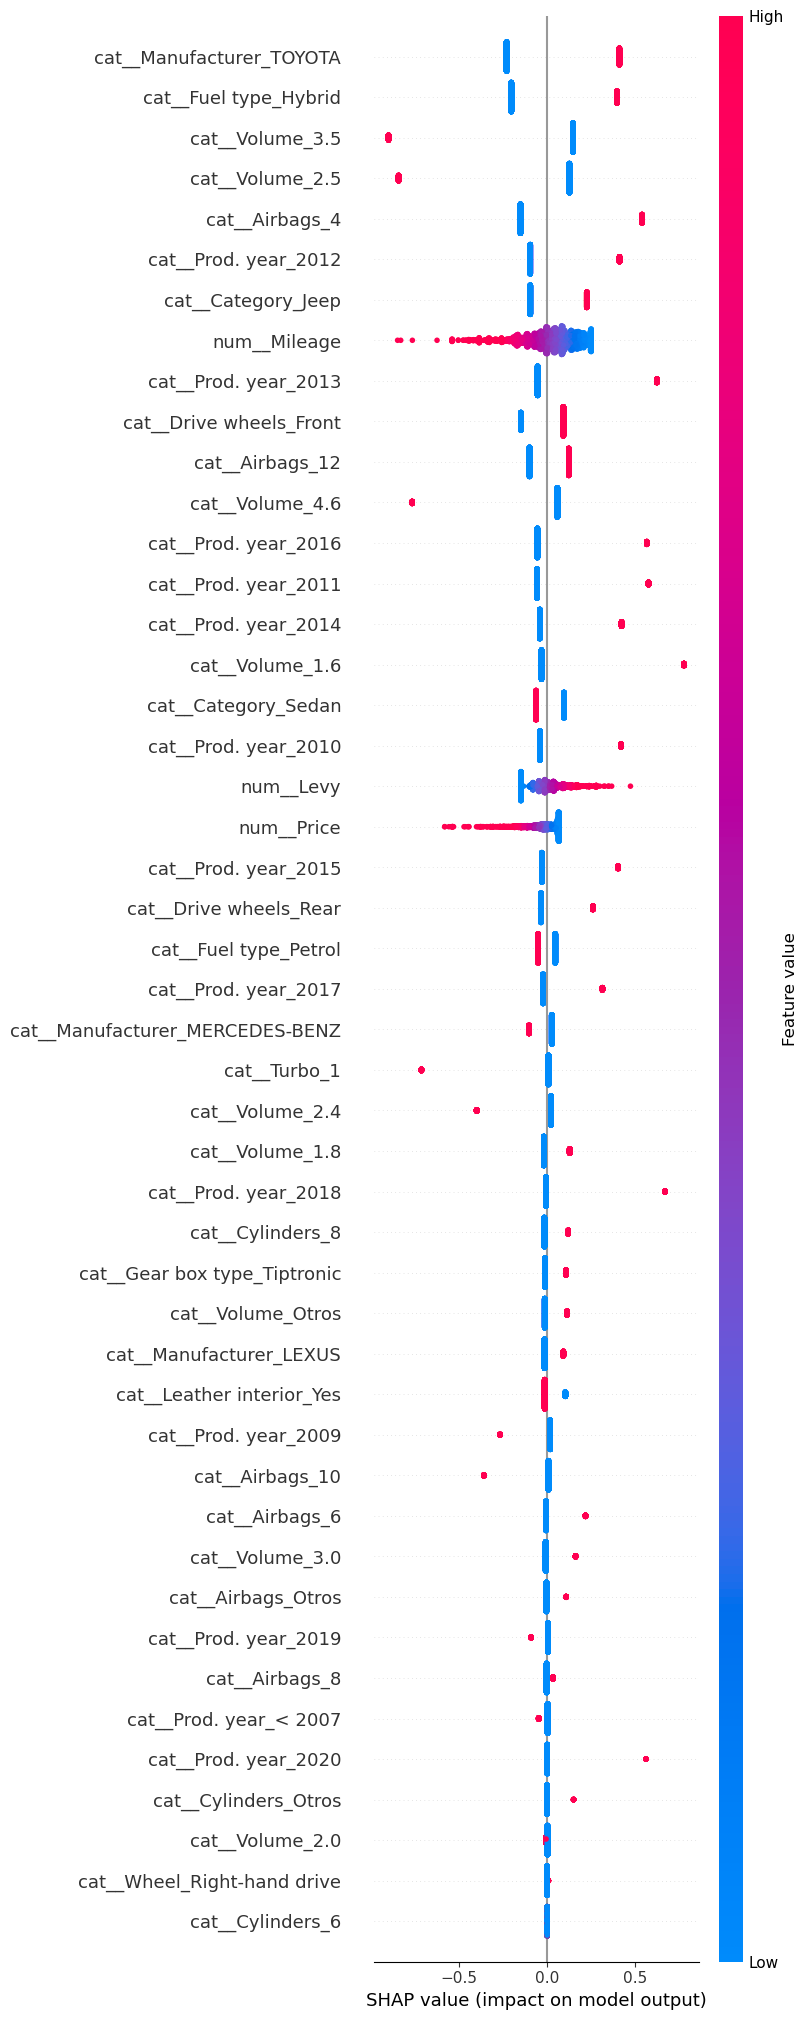 High
cat__Manufacturer_TOYOTA
cat__Fuel type_Hybrid
cat__Volume_3.5
cat__Volume_2.5
cat__Airbags_4
cat__Prod. year_2012
cat__Category_Jeep
num__Mileage
cat__Prod. year_2013
cat__Drive wheels_Front
cat__Airbags_12
cat__Volume_4.6
cat__Prod. year_2016
cat__Prod. year_2011
cat__Prod. year_2014
cat__Volume_1.6
cat__Category_Sedan
cat__Prod. year_2010
num__Levy
num__Price
cat__Prod. year_2015
cat__Drive wheels_Rear
cat__Fuel type_Petrol
cat__Prod. year_2017
cat__Manufacturer_MERCEDES-BENZ
cat__Turbo_1
cat__Volume_2.4
cat__Volume_1.8
cat__Prod. year_2018
cat__Cylinders_8
cat__Gear box type_Tiptronic
cat__Volume_Otros
cat__Manufacturer_LEXUS
cat__Leather interior_Yes
cat__Prod. year_2009
cat__Airbags_10
cat__Airbags_6
cat__Volume_3.0
cat__Airbags_Otros
cat__Prod. year_2019
cat__Airbags_8
cat__Prod. year_< 2007
cat__Prod. year_2020
cat__Cylinders_Otros
cat__Volume_2.0
cat__Wheel_Right-hand drive
cat__Cylinders_6
Feature value
Low
−0.5 0.0 0.5
SHAP value (impact on model output)